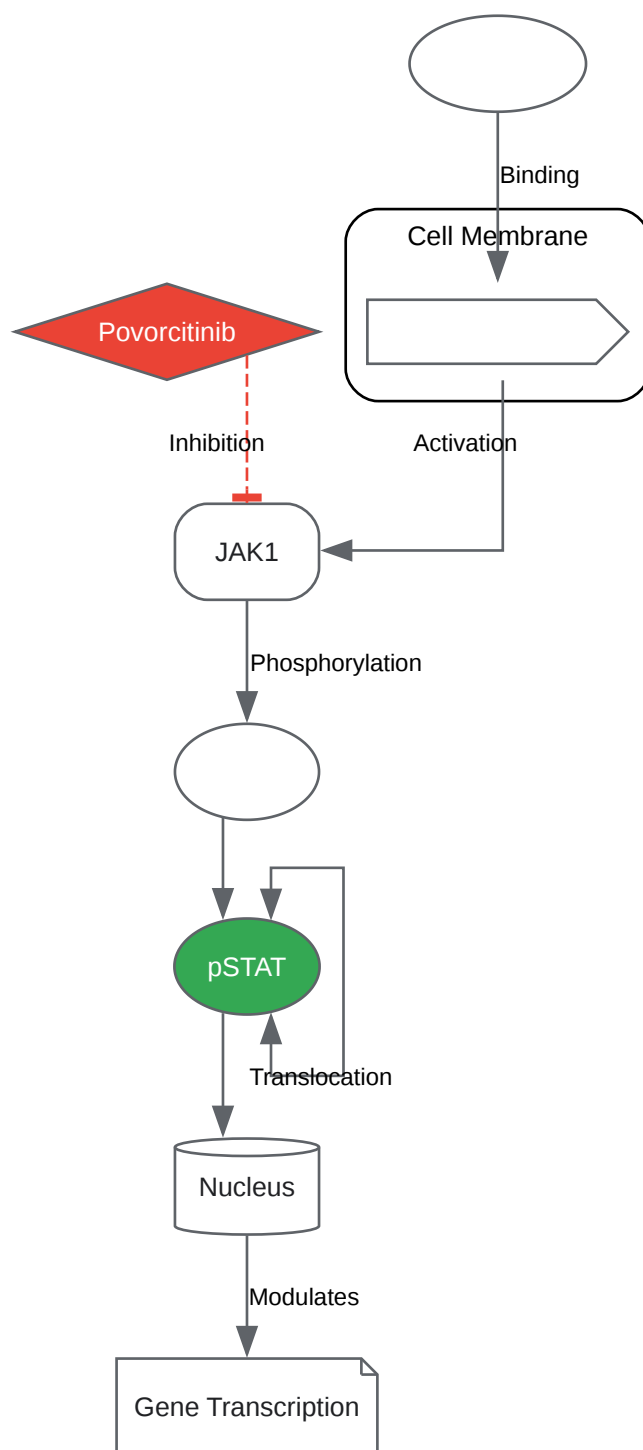 Binding
Cell Membrane
Povorcitinib
Inhibition
Activation
JAK1
Phosphorylation
pSTAT
Translocation
Nucleus
Modulates
Gene Transcription